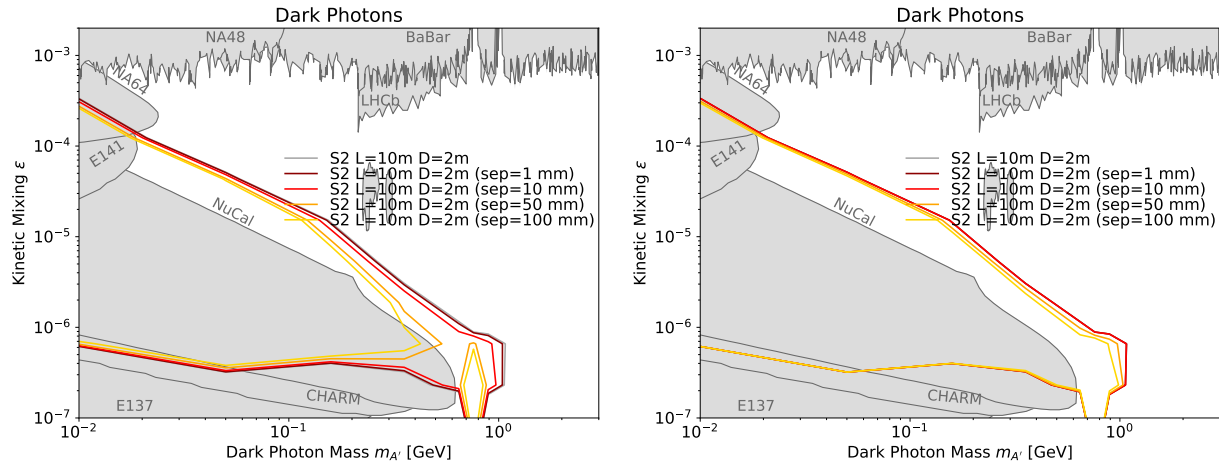 Dark Photons
NA48
BaBar
NA64
LHCb
E141
S2 L=10m D=2m
S2 L=10m D=2m (sep=1 mm)
S2 L=10m D=2m (sep=10 mm)
S2 L=10m D=2m (sep=50 mm)
S2 L=10m D=2m (sep=100 mm)
NuCal
CHARM
E137
10⁻³
10⁻⁴
10⁻⁵
10⁻⁶
10⁻⁷
Kinetic Mixing ε
10⁻² 10⁻¹ 10⁰
Dark Photon Mass m_A′ [GeV]
Dark Photons
NA48
BaBar
NA64
LHCb
E141
S2 L=10m D=2m
S2 L=10m D=2m (sep=1 mm)
S2 L=10m D=2m (sep=10 mm)
S2 L=10m D=2m (sep=50 mm)
S2 L=10m D=2m (sep=100 mm)
NuCal
CHARM
E137
10⁻³
10⁻⁴
10⁻⁵
10⁻⁶
10⁻⁷
Kinetic Mixing ε
10⁻² 10⁻¹ 10⁰
Dark Photon Mass m_A′ [GeV]